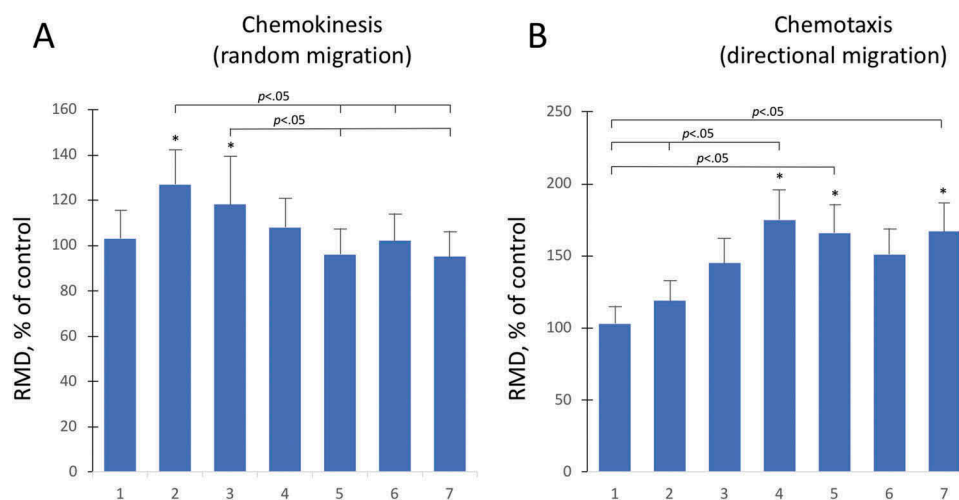 A
Chemokinesis
(random migration)
RMD, % of control
160
140
120
100
80
60
40
20
0
p<.05
p<.05
*
*
1 2 3 4 5 6 7
B
Chemotaxis
(directional migration)
RMD, % of control
250
200
150
100
50
0
p<.05
p<.05
p<.05
*
*
*
1 2 3 4 5 6 7